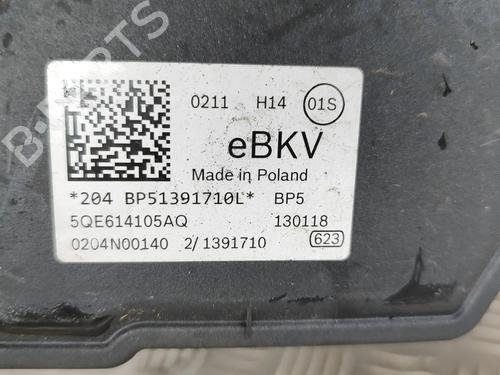 B-PARTS
0211 H14 01S
eBKV
Made in Poland
*204 BP51391710L* BP5
5QE614105AQ 130118
0204N00140 2/ 1391710 623